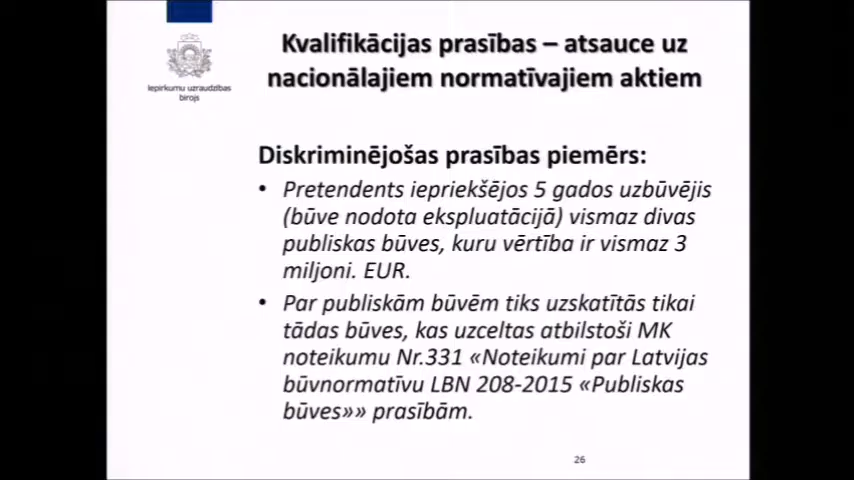 Iepirkumu uzraudzības
birojs
Kvalifikācijas prasības – atsauce uz
nacionālajiem normatīvajiem aktiem
Diskriminējošas prasības piemērs:
• Pretendents iepriekšējos 5 gados uzbūvējis
(būve nodota ekspluatācijā) vismaz divas
publiskas būves, kuru vērtība ir vismaz 3
miljoni. EUR.
• Par publiskām būvēm tiks uzskatītās tikai
tādas būves, kas uzceltas atbilstoši MK
noteikumu Nr.331 «Noteikumi par Latvijas
būvnormatīvu LBN 208-2015 «Publiskas
būves»» prasībām.
26